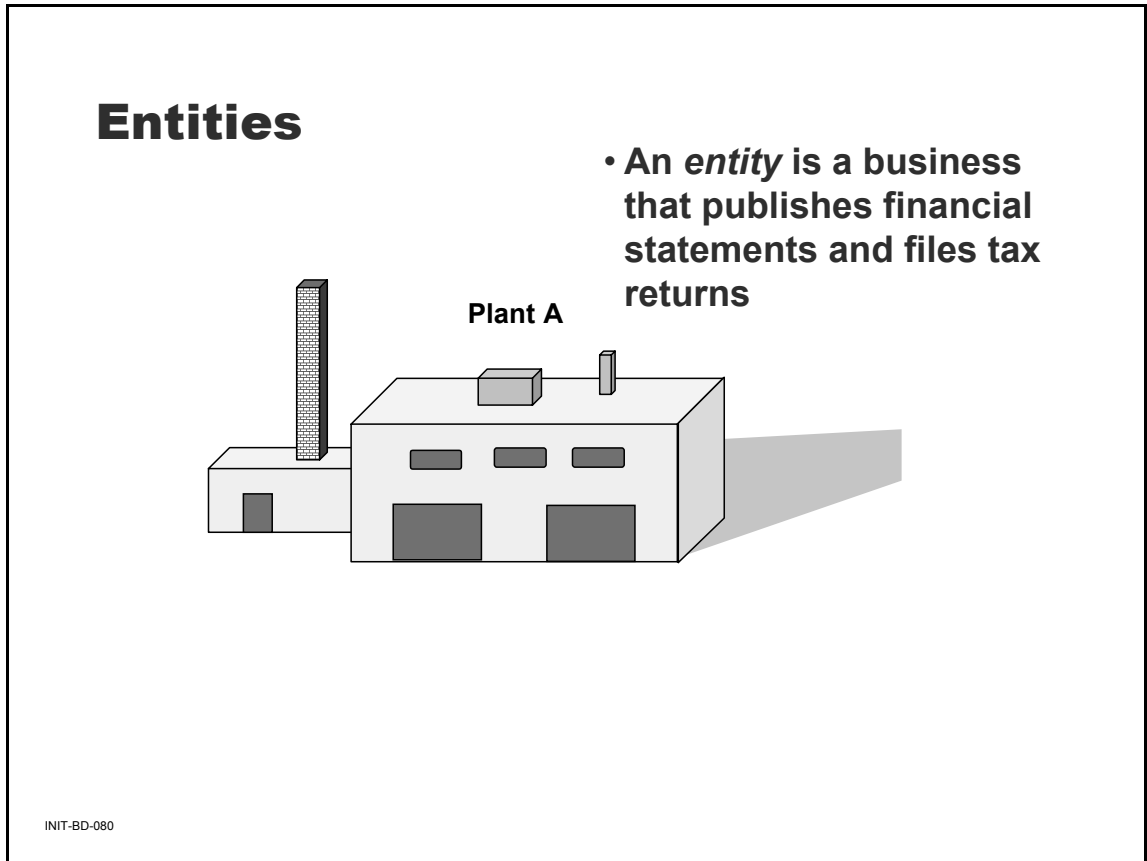 Entities
• An entity is a business
that publishes financial
statements and files tax
returns
Plant A
INIT-BD-080